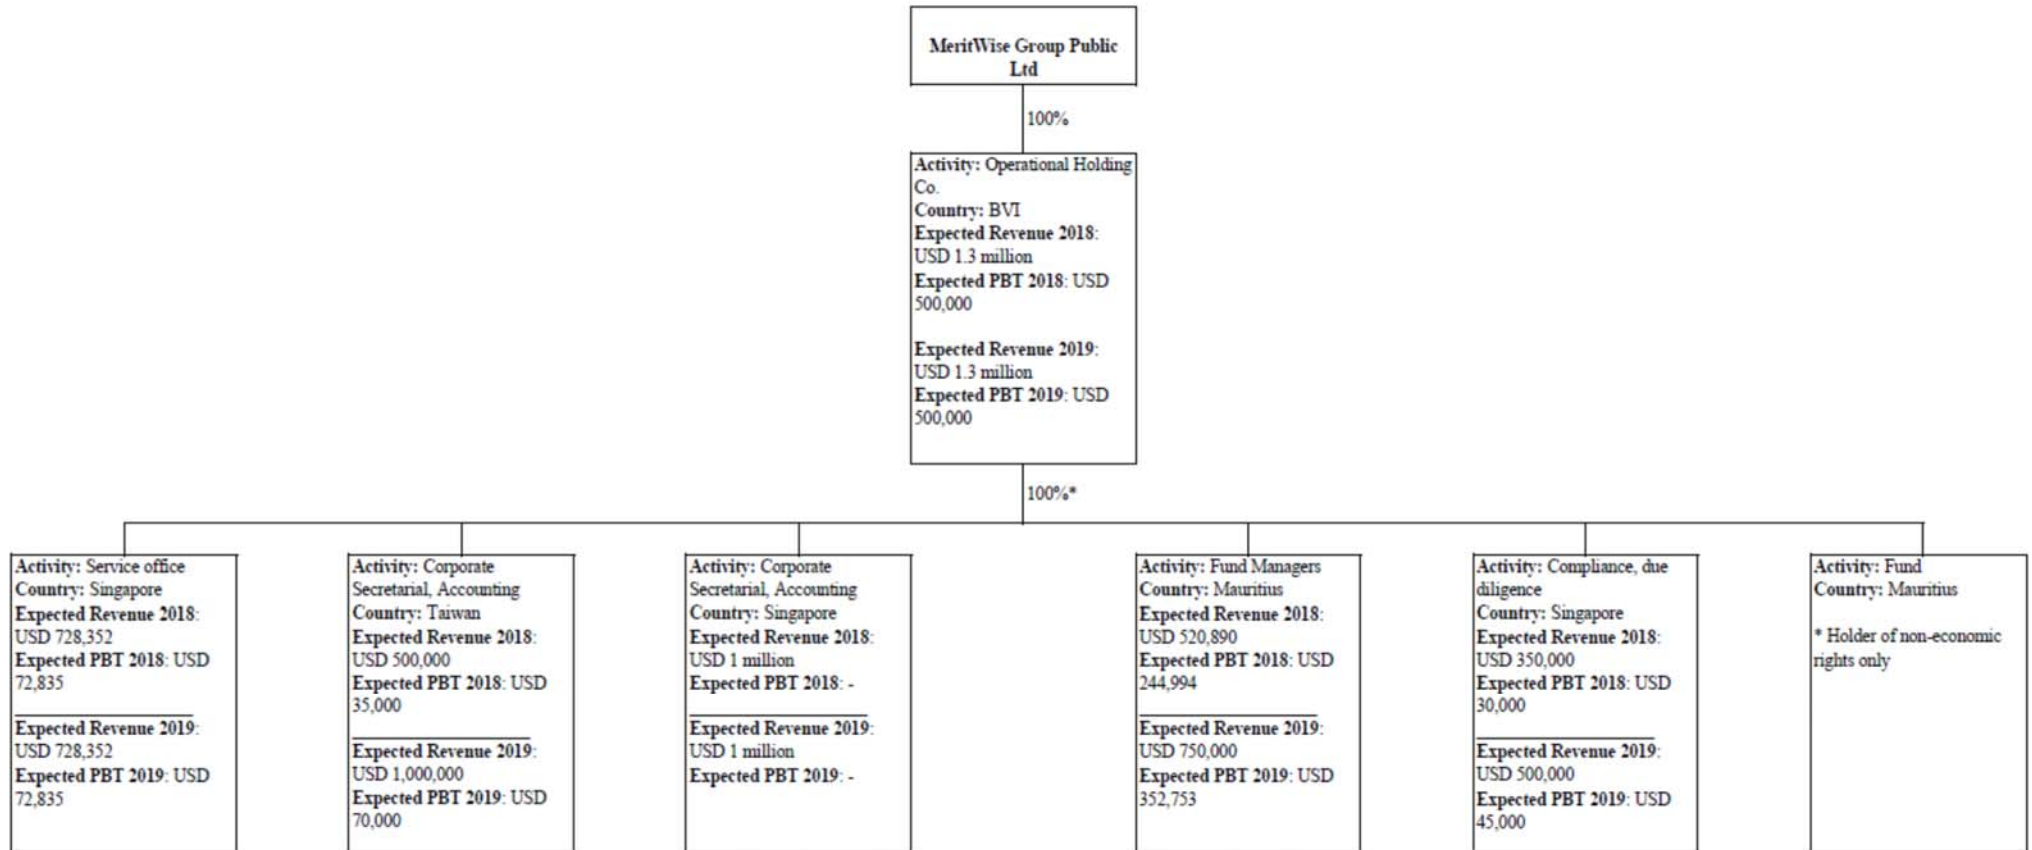 MeritWise Group Public
Ltd
100%
Activity: Operational Holding
Co.
Country: BVI
Expected Revenue 2018:
USD 1.3 million
Expected PBT 2018: USD
500,000
Expected Revenue 2019:
USD 1.3 million
Expected PBT 2019: USD
500,000
100%*
Activity: Service office
Country: Singapore
Expected Revenue 2018:
USD 728,352
Expected PBT 2018: USD
72,835
Expected Revenue 2019:
USD 728,352
Expected PBT 2019: USD
72,835
Activity: Corporate
Secretarial, Accounting
Country: Taiwan
Expected Revenue 2018:
USD 500,000
Expected PBT 2018: USD
35,000
Expected Revenue 2019:
USD 1,000,000
Expected PBT 2019: USD
70,000
Activity: Corporate
Secretarial, Accounting
Country: Singapore
Expected Revenue 2018:
USD 1 million
Expected PBT 2018: -
Expected Revenue 2019:
USD 1 million
Expected PBT 2019: -
Activity: Fund Managers
Country: Mauritius
Expected Revenue 2018:
USD 520,890
Expected PBT 2018: USD
244,994
Expected Revenue 2019:
USD 750,000
Expected PBT 2019: USD
352,753
Activity: Compliance, due
diligence
Country: Singapore
Expected Revenue 2018:
USD 350,000
Expected PBT 2018: USD
30,000
Expected Revenue 2019:
USD 500,000
Expected PBT 2019: USD
45,000
Activity: Fund
Country: Mauritius
* Holder of non-economic
rights only